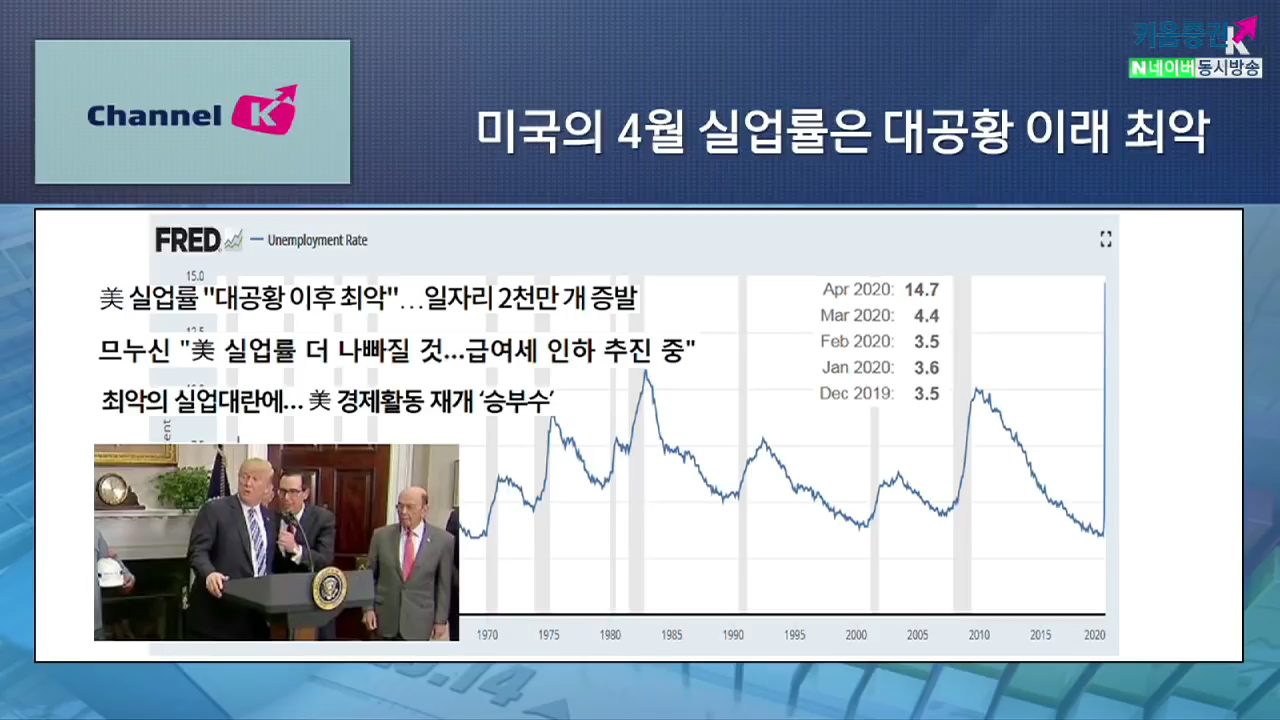 키움증권
N 네이버 동시방송
Channel K
미국의 4월 실업률은 대공황 이래 최악
FRED
Unemployment Rate
15.0
美 실업률 "대공황 이후 최악"…일자리 2천만 개 증발
Apr 2020: 14.7
Mar 2020: 4.4
Feb 2020: 3.5
Jan 2020: 3.6
Dec 2019: 3.5
므누신 "美 실업률 더 나빠질 것...급여세 인하 추진 중"
최악의 실업대란에... 美 경제활동 재개 ‘승부수’
1970 1975 1980 1985 1990 1995 2000 2005 2010 2015 2020